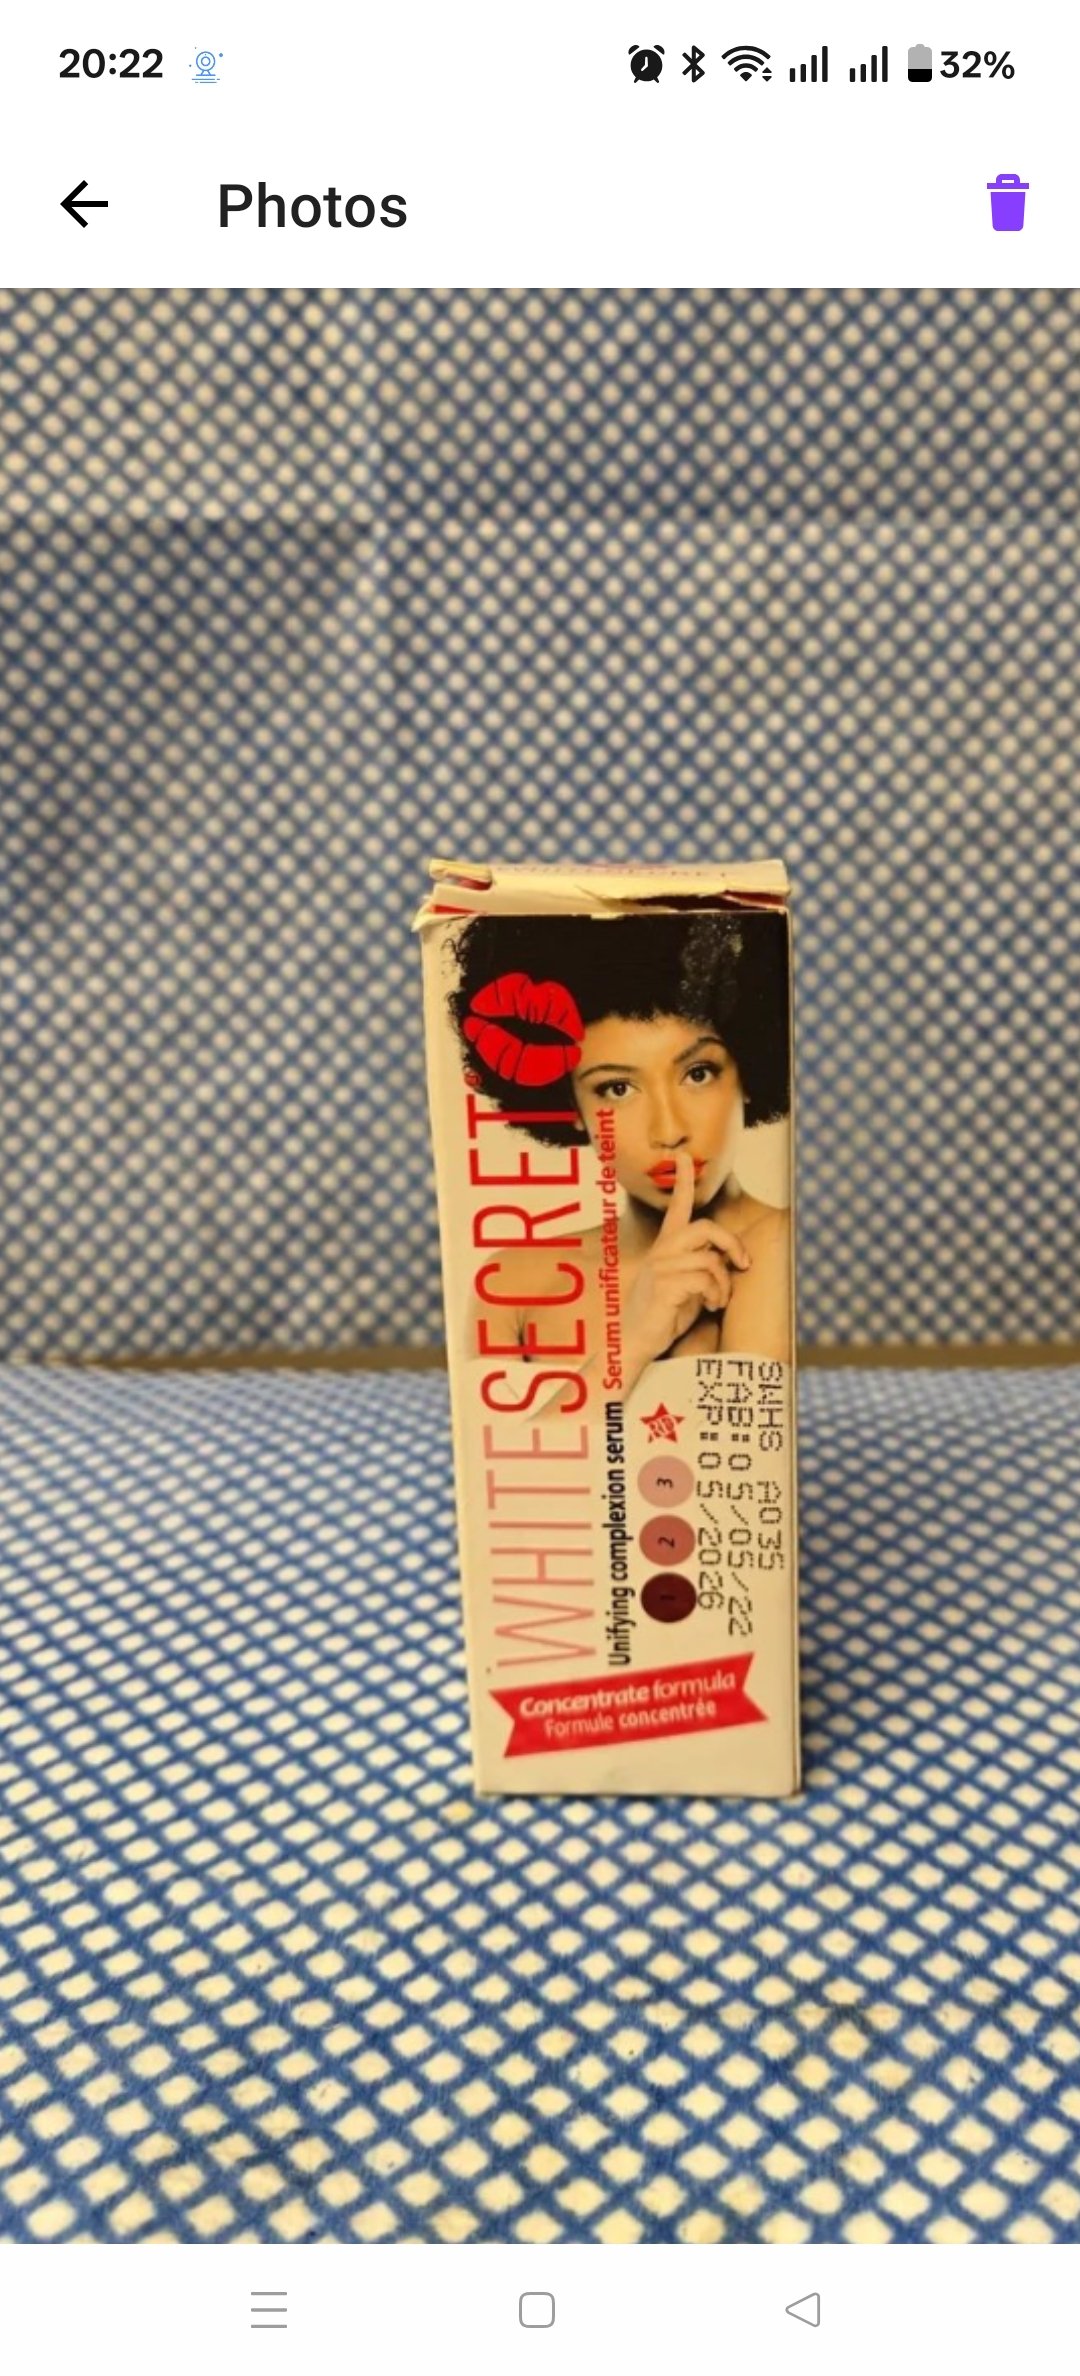 20:22
32%
Photos
WHITESECRET
Unifying complexion serum Serum unificateur de teint
1 2 3
SWHS A035
FAB:05/05/22
EXP:05/2026
Concentrate formula
Formule concentrée